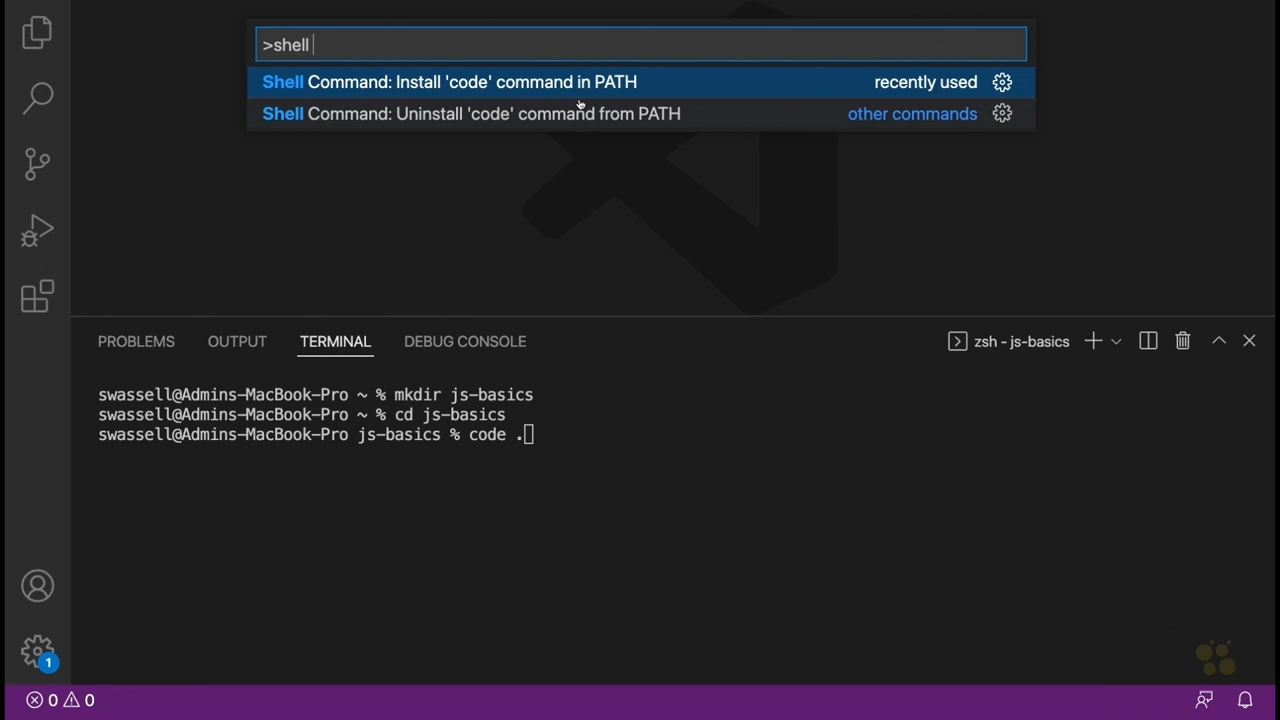 >shell
Shell Command: Install 'code' command in PATH recently used
Shell Command: Uninstall 'code' command from PATH other commands
PROBLEMS OUTPUT TERMINAL DEBUG CONSOLE zsh - js-basics
swassell@Admins-MacBook-Pro ~ % mkdir js-basics
swassell@Admins-MacBook-Pro ~ % cd js-basics
swassell@Admins-MacBook-Pro js-basics % code .
1
0 0